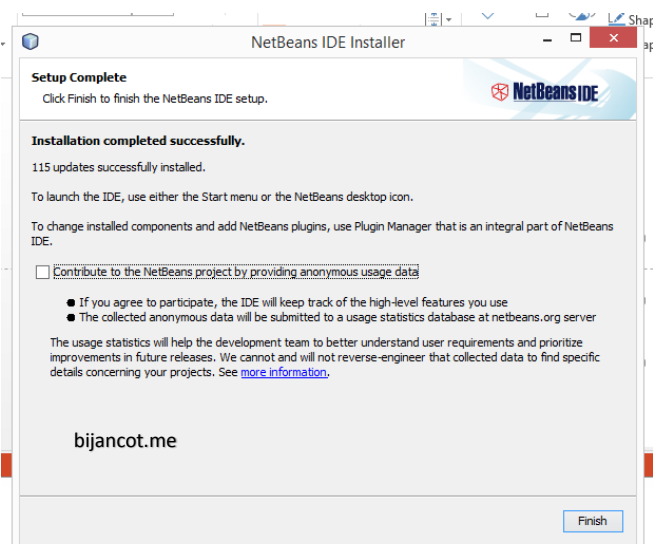 Shap
NetBeans IDE Installer
Setup Complete
Click Finish to finish the NetBeans IDE setup.
NetBeans IDE
Installation completed successfully.
115 updates successfully installed.
To launch the IDE, use either the Start menu or the NetBeans desktop icon.
To change installed components and add NetBeans plugins, use Plugin Manager that is an integral part of NetBeans
IDE.
Contribute to the NetBeans project by providing anonymous usage data
● If you agree to participate, the IDE will keep track of the high-level features you use
● The collected anonymous data will be submitted to a usage statistics database at netbeans.org server
The usage statistics will help the development team to better understand user requirements and prioritize
improvements in future releases. We cannot and will not reverse-engineer that collected data to find specific
details concerning your projects. See more information.
bijancot.me
Finish